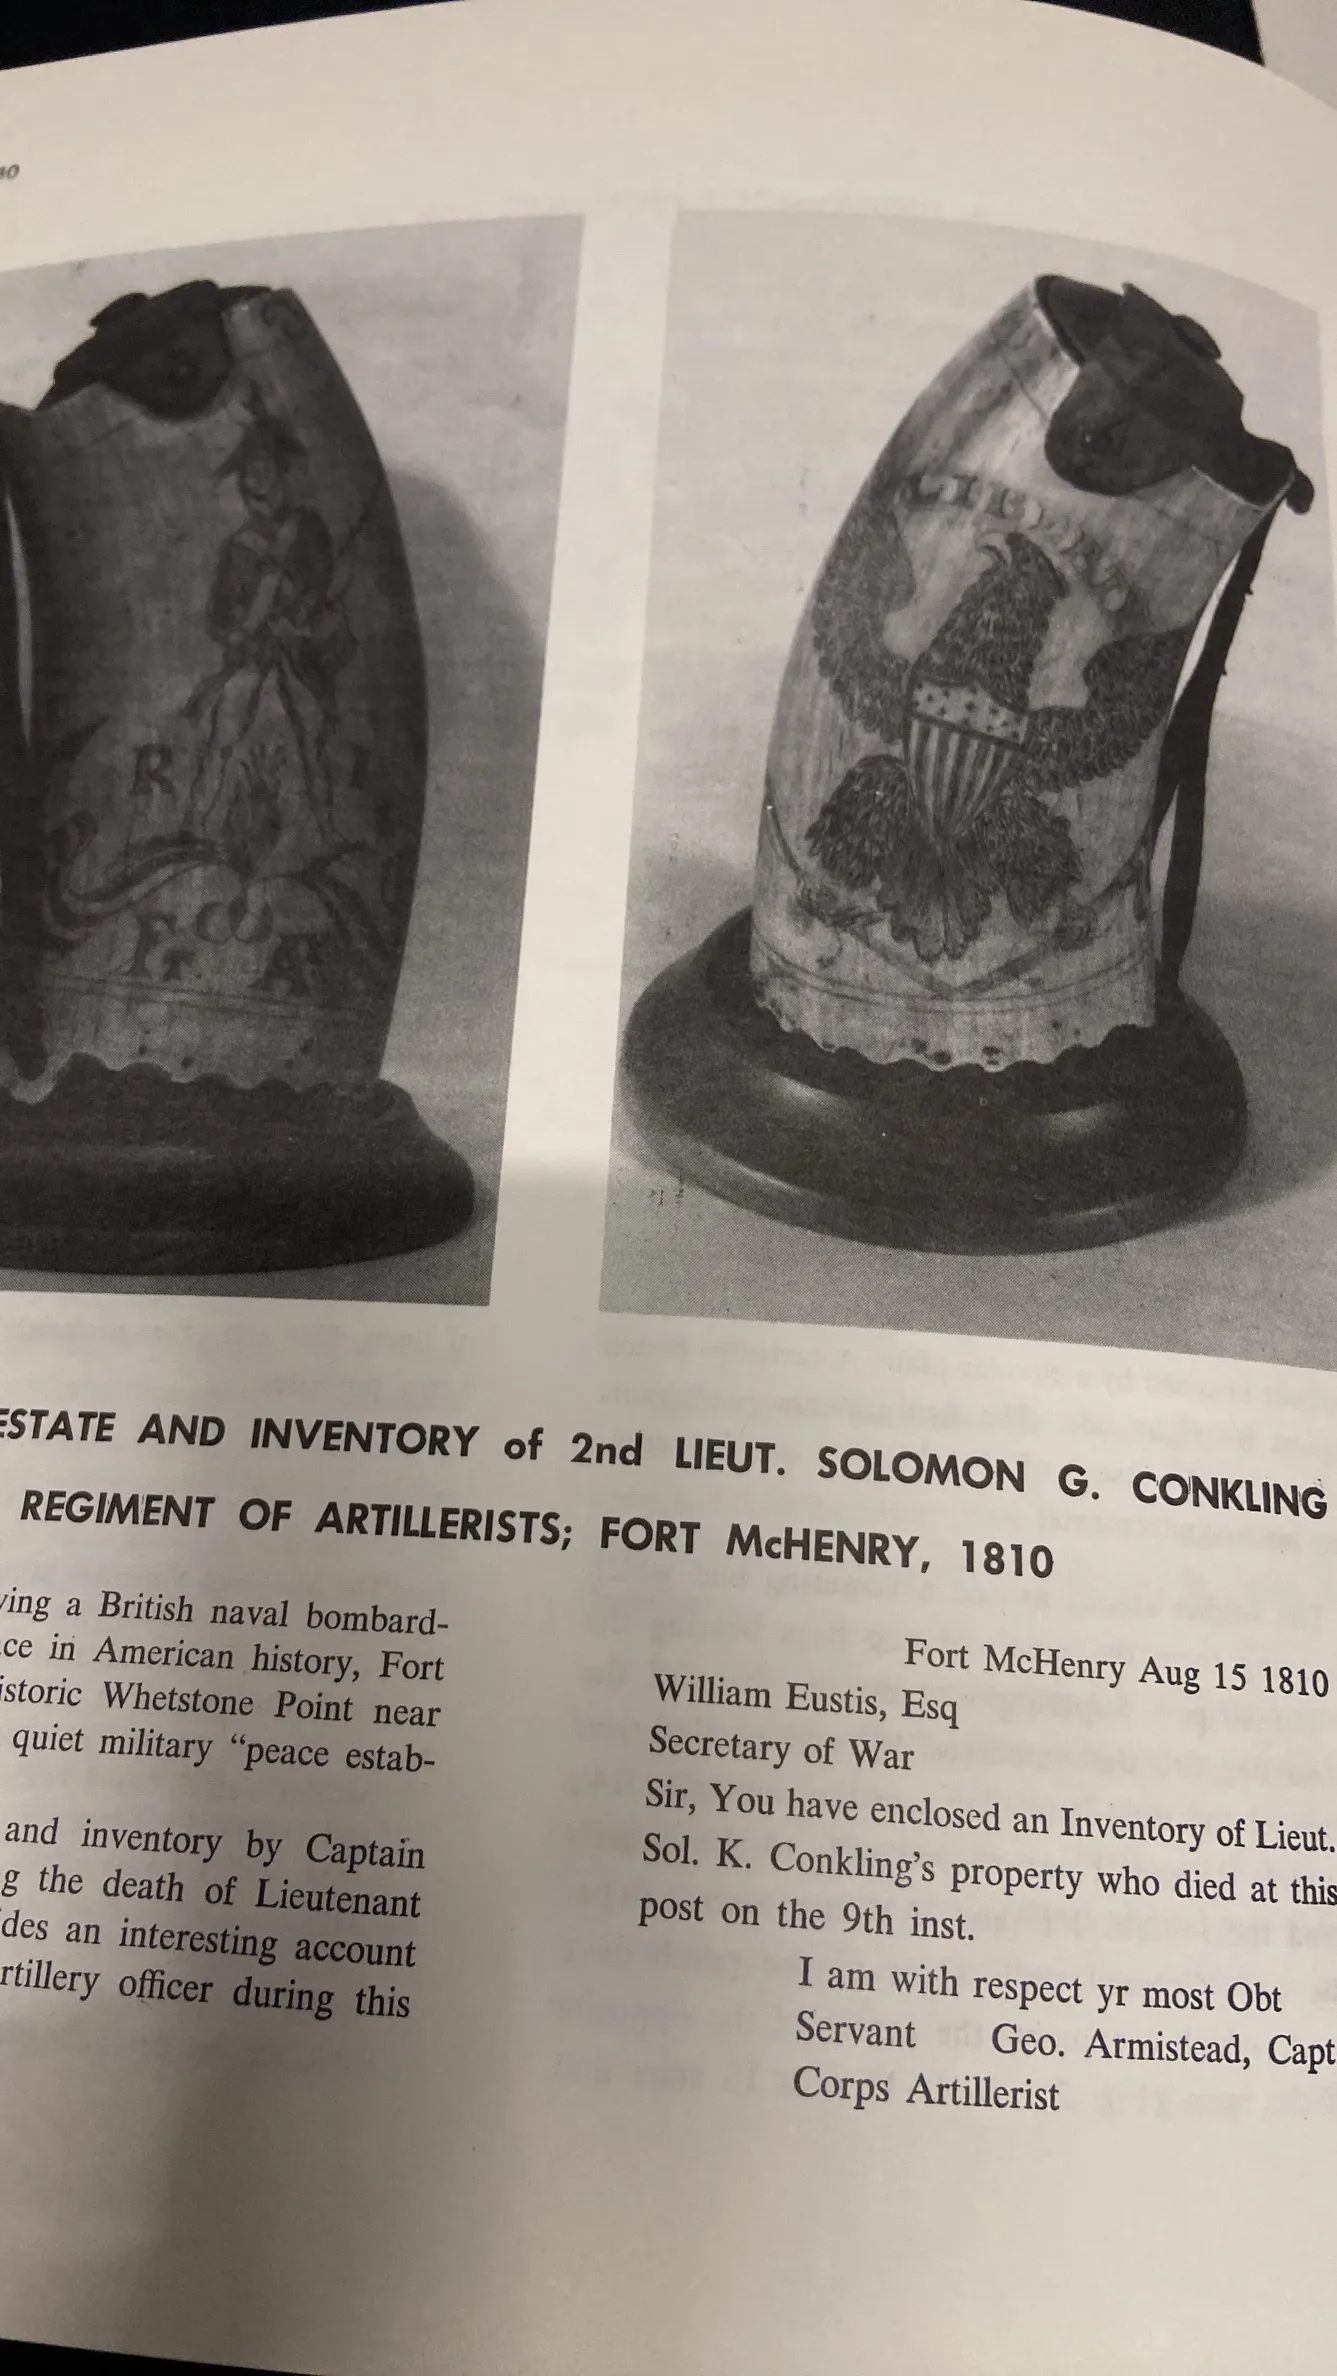 LIBERTY
R I
Ft. A
ESTATE AND INVENTORY of 2nd LIEUT. SOLOMON G. CONKLING
REGIMENT OF ARTILLERISTS; FORT McHENRY, 1810
ving a British naval bombard-
ce in American history, Fort
istoric Whetstone Point near
quiet military “peace estab-
and inventory by Captain
g the death of Lieutenant
des an interesting account
rtillery officer during this
Fort McHenry Aug 15 1810
William Eustis, Esq
Secretary of War
Sir, You have enclosed an Inventory of Lieut.
Sol. K. Conkling’s property who died at this
post on the 9th inst.
I am with respect yr most Obt
Servant Geo. Armistead, Capt
Corps Artillerist